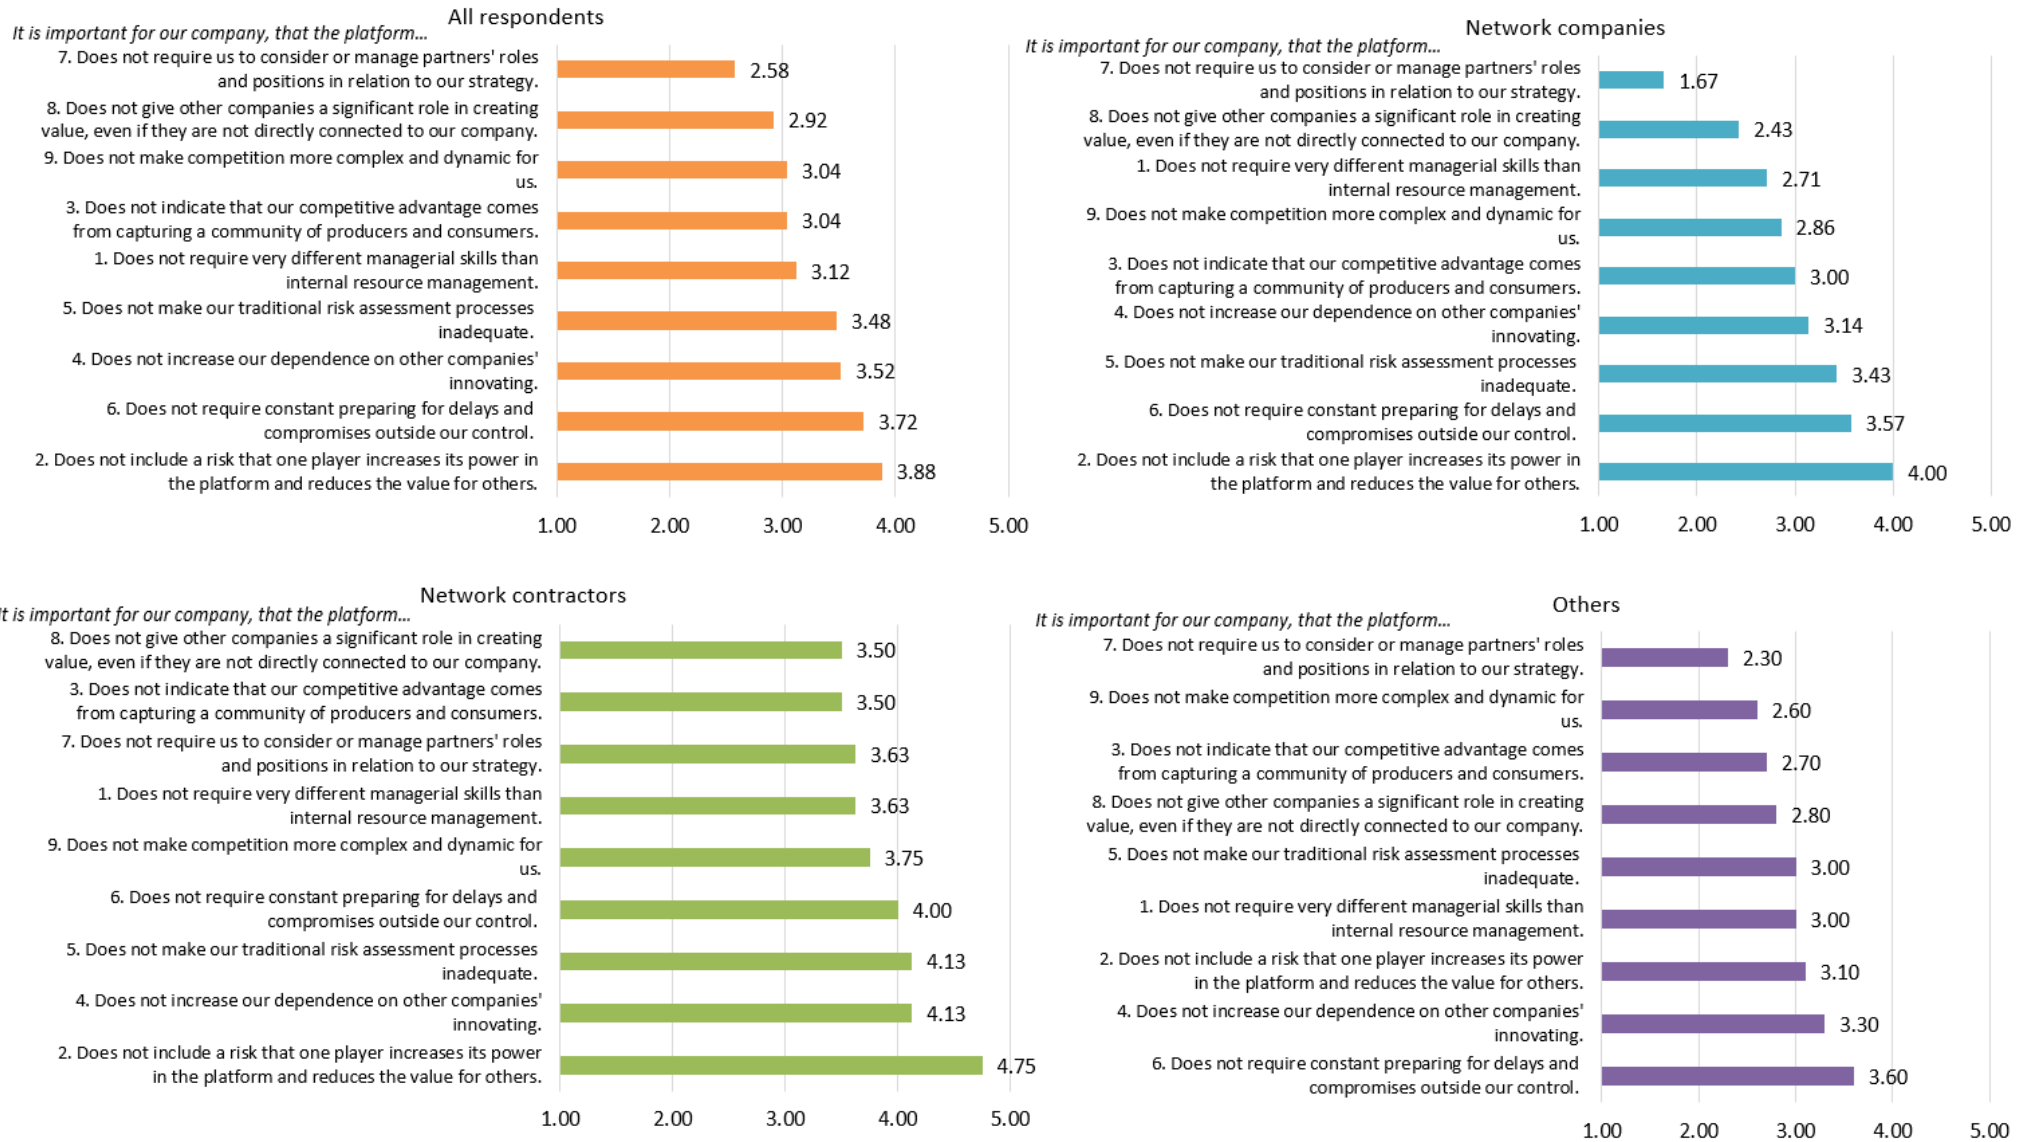 All respondents
It is important for our company, that the platform...
7. Does not require us to consider or manage partners' roles
and positions in relation to our strategy.
2.58
8. Does not give other companies a significant role in creating
value, even if they are not directly connected to our company.
2.92
9. Does not make competition more complex and dynamic for
us.
3.04
3. Does not indicate that our competitive advantage comes
from capturing a community of producers and consumers.
3.04
1. Does not require very different managerial skills than
internal resource management.
3.12
5. Does not make our traditional risk assessment processes
inadequate.
3.48
4. Does not increase our dependence on other companies'
innovating.
3.52
6. Does not require constant preparing for delays and
compromises outside our control.
3.72
2. Does not include a risk that one player increases its power in
the platform and reduces the value for others.
3.88
1.00 2.00 3.00 4.00 5.00
Network companies
It is important for our company, that the platform...
7. Does not require us to consider or manage partners' roles
and positions in relation to our strategy.
1.67
8. Does not give other companies a significant role in creating
value, even if they are not directly connected to our company.
2.43
1. Does not require very different managerial skills than
internal resource management.
2.71
9. Does not make competition more complex and dynamic for
us.
2.86
3. Does not indicate that our competitive advantage comes
from capturing a community of producers and consumers.
3.00
4. Does not increase our dependence on other companies'
innovating.
3.14
5. Does not make our traditional risk assessment processes
inadequate.
3.43
6. Does not require constant preparing for delays and
compromises outside our control.
3.57
2. Does not include a risk that one player increases its power in
the platform and reduces the value for others.
4.00
1.00 2.00 3.00 4.00 5.00
Network contractors
It is important for our company, that the platform...
8. Does not give other companies a significant role in creating
value, even if they are not directly connected to our company.
3.50
3. Does not indicate that our competitive advantage comes
from capturing a community of producers and consumers.
3.50
7. Does not require us to consider or manage partners' roles
and positions in relation to our strategy.
3.63
1. Does not require very different managerial skills than
internal resource management.
3.63
9. Does not make competition more complex and dynamic for
us.
3.75
6. Does not require constant preparing for delays and
compromises outside our control.
4.00
5. Does not make our traditional risk assessment processes
inadequate.
4.13
4. Does not increase our dependence on other companies'
innovating.
4.13
2. Does not include a risk that one player increases its power
in the platform and reduces the value for others.
4.75
1.00 2.00 3.00 4.00 5.00
Others
It is important for our company, that the platform...
7. Does not require us to consider or manage partners' roles
and positions in relation to our strategy.
2.30
9. Does not make competition more complex and dynamic for
us.
2.60
3. Does not indicate that our competitive advantage comes
from capturing a community of producers and consumers.
2.70
8. Does not give other companies a significant role in creating
value, even if they are not directly connected to our company.
2.80
5. Does not make our traditional risk assessment processes
inadequate.
3.00
1. Does not require very different managerial skills than
internal resource management.
3.00
2. Does not include a risk that one player increases its power
in the platform and reduces the value for others.
3.10
4. Does not increase our dependence on other companies'
innovating.
3.30
6. Does not require constant preparing for delays and
compromises outside our control.
3.60
1.00 2.00 3.00 4.00 5.00